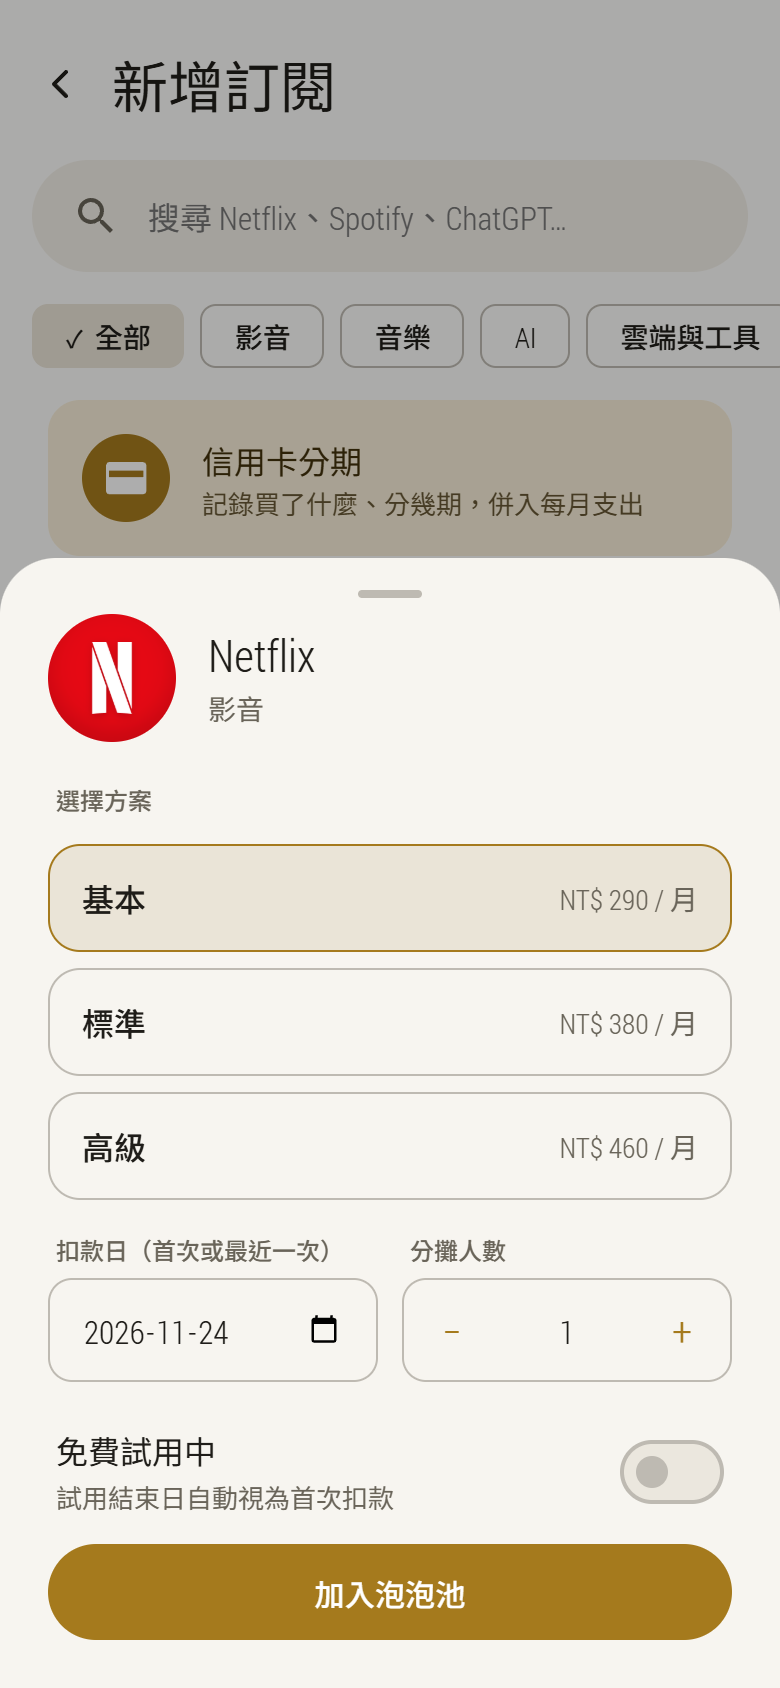 新增訂閱
搜尋 Netflix、Spotify、ChatGPT...
✓ 全部
影音
音樂
AI
雲端與工具
信用卡分期
記錄買了什麼、分幾期，併入每月支出
N
Netflix
影音
選擇方案
基本
NT$ 290 / 月
標準
NT$ 380 / 月
高級
NT$ 460 / 月
扣款日（首次或最近一次）
分攤人數
2026-11-24
− 1 +
免費試用中
試用結束日自動視為首次扣款
加入泡泡池